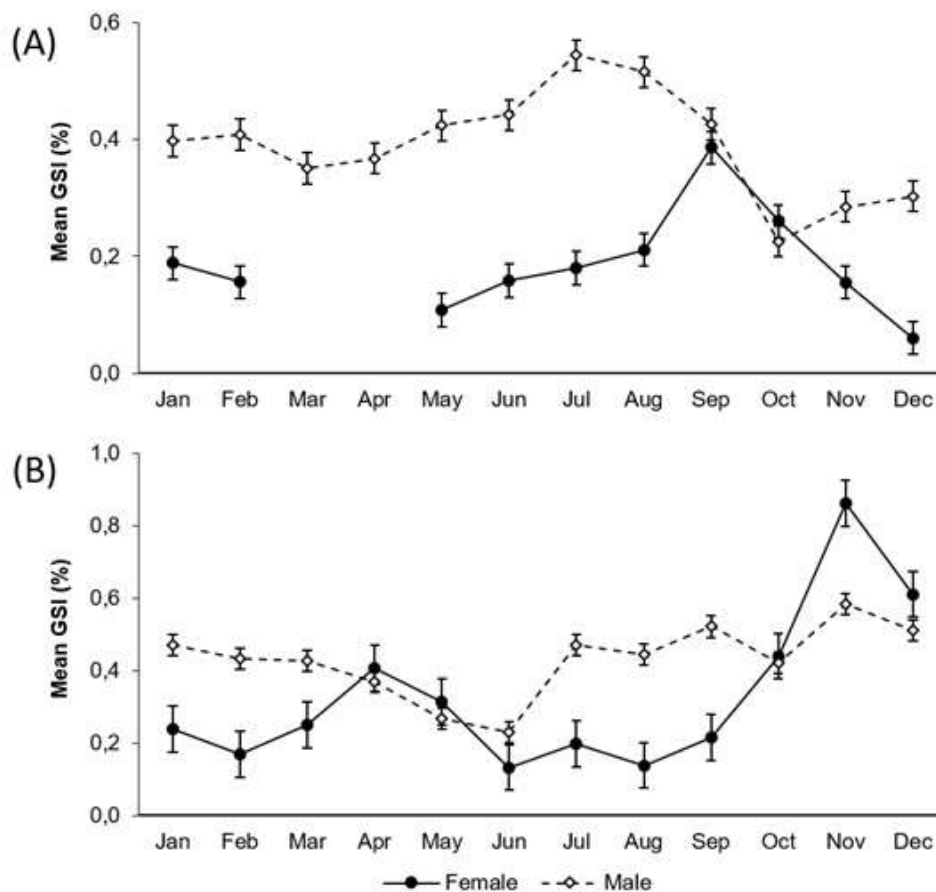 (A)
Mean GSI (%)
0,6
0,4
0,2
0,0
Jan Feb Mar Apr May Jun Jul Aug Sep Oct Nov Dec
(B)
Mean GSI (%)
1,0
0,8
0,6
0,4
0,2
0,0
Jan Feb Mar Apr May Jun Jul Aug Sep Oct Nov Dec
Female Male